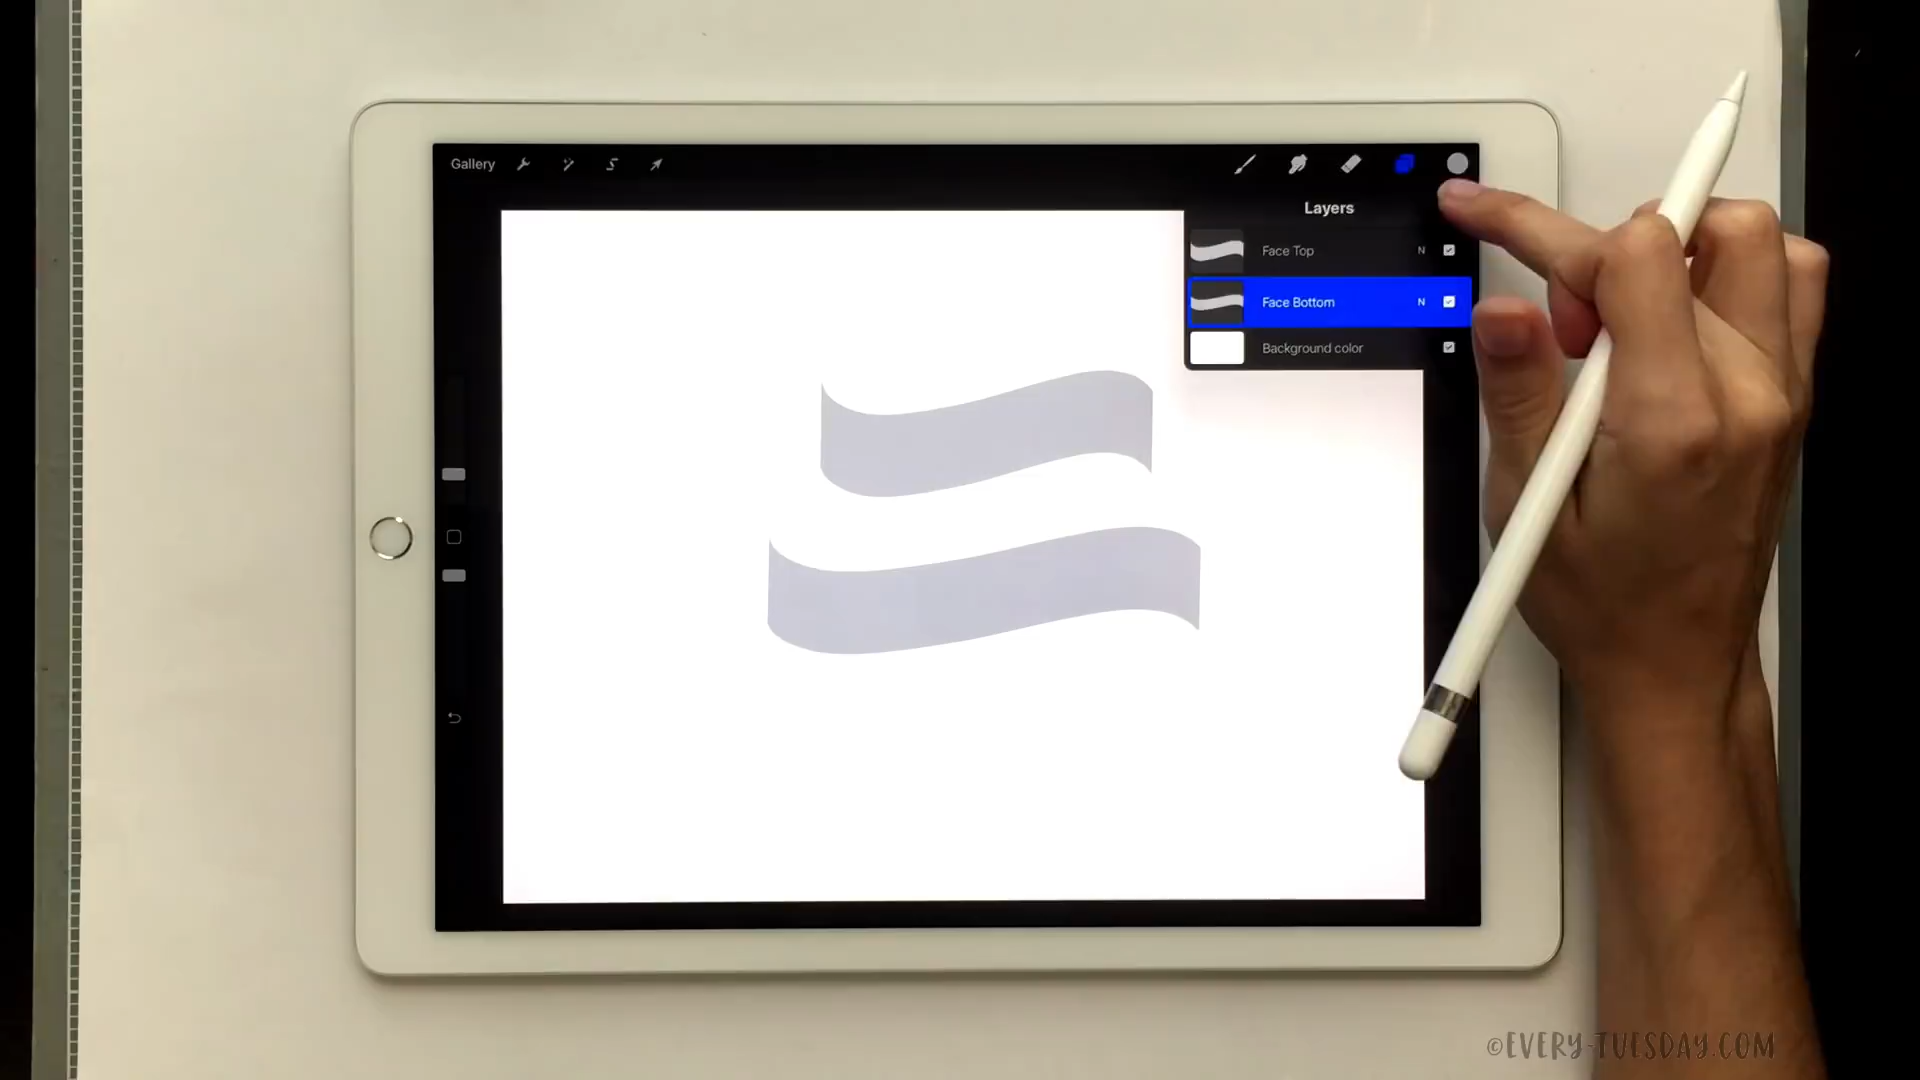 Gallery
Layers
Face Top N
Face Bottom N
Background color
©EVERY-TUESDAY.COM